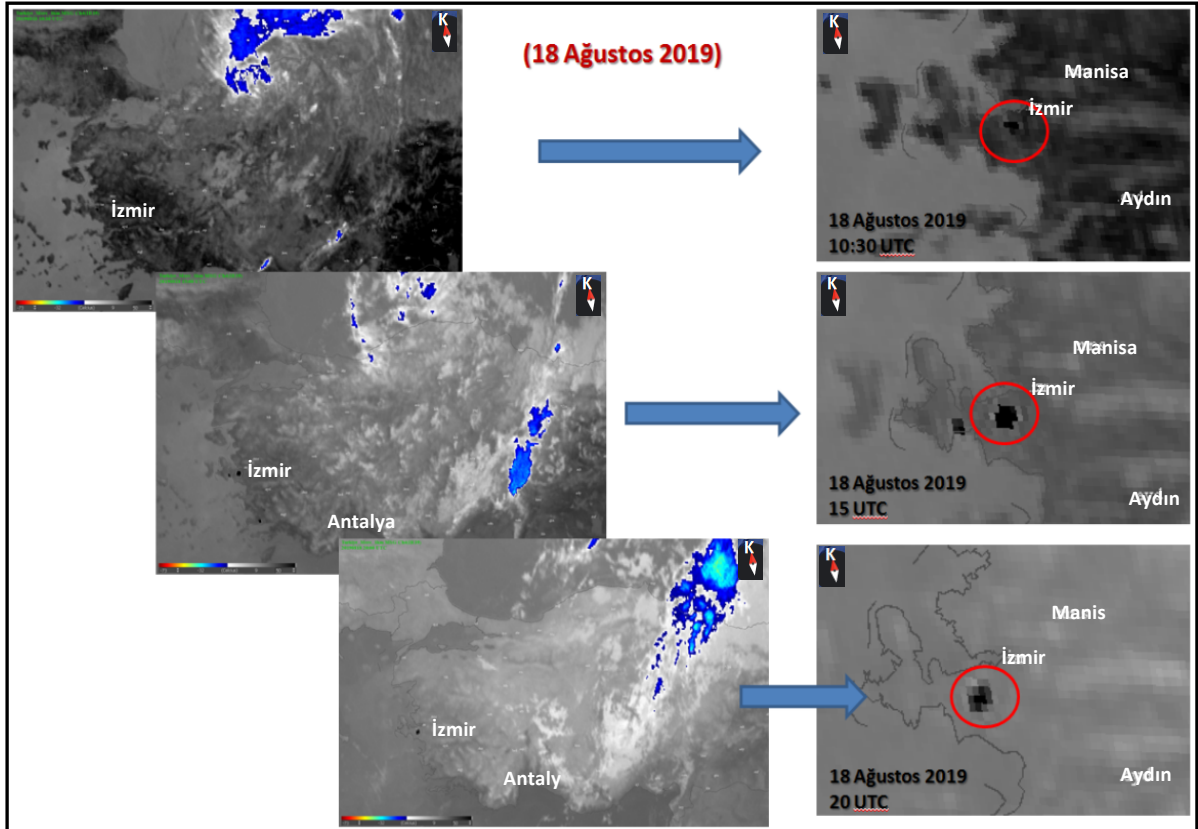 (18 Ağustos 2019)
K
İzmir
K
Manisa
İzmir
Aydın
18 Ağustos 2019
10:30 UTC
K
İzmir
Antalya
K
Manisa
İzmir
Aydın
18 Ağustos 2019
15 UTC
K
İzmir
Antaly
K
Manis
İzmir
Aydın
18 Ağustos 2019
20 UTC